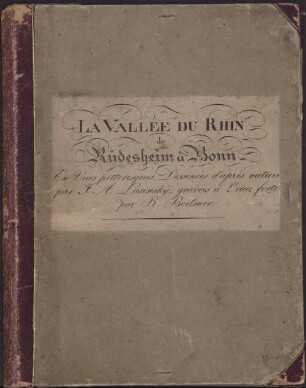 LA VALLÉE DU RHIN
de
Rüdesheim à Bonn
En Vues pittoresques. Dessinées d'après nature
par J. A. Lasinsky, gravées à l'eau forte
par B. Bodmer.